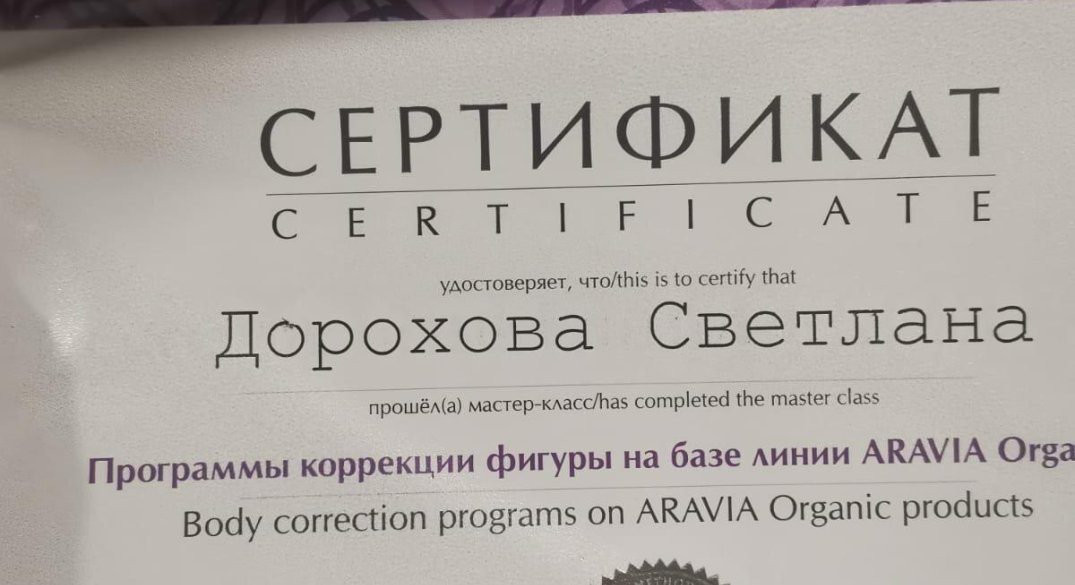 СЕРТИФИКАТ
CERTIFICATE
удостоверяет, что/this is to certify that
Дорохова Светлана
прошёл(а) мастер-класс/has completed the master class
Программы коррекции фигуры на базе линии ARAVIA Orga
Body correction programs on ARAVIA Organic products